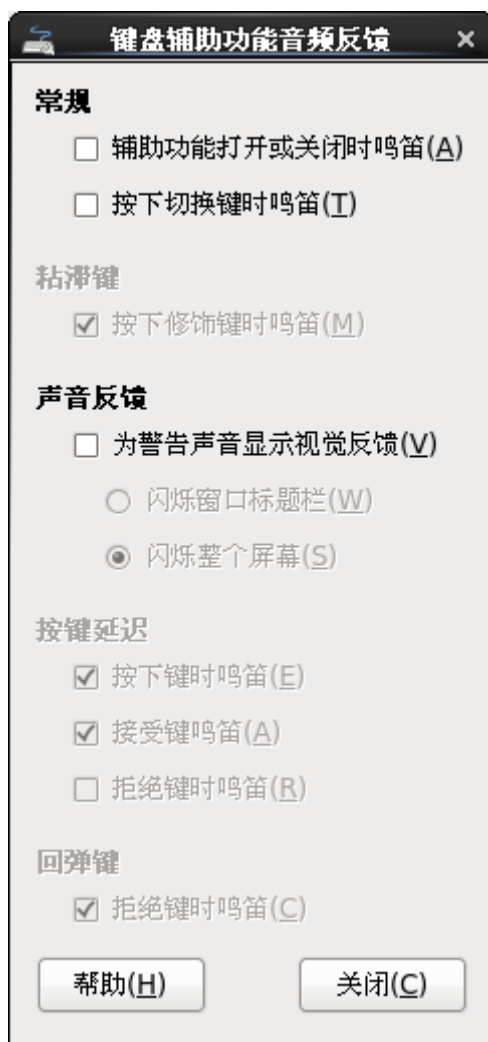 键盘辅助功能音频反馈
常规
辅助功能打开或关闭时鸣笛(A)
按下切换键时鸣笛(T)
粘滞键
按下修饰键时鸣笛(M)
声音反馈
为警告声音显示视觉反馈(V)
闪烁窗口标题栏(W)
闪烁整个屏幕(S)
按键延迟
按下键时鸣笛(E)
接受键鸣笛(A)
拒绝键时鸣笛(R)
回弹键
拒绝键时鸣笛(C)
帮助(H) 关闭(C)